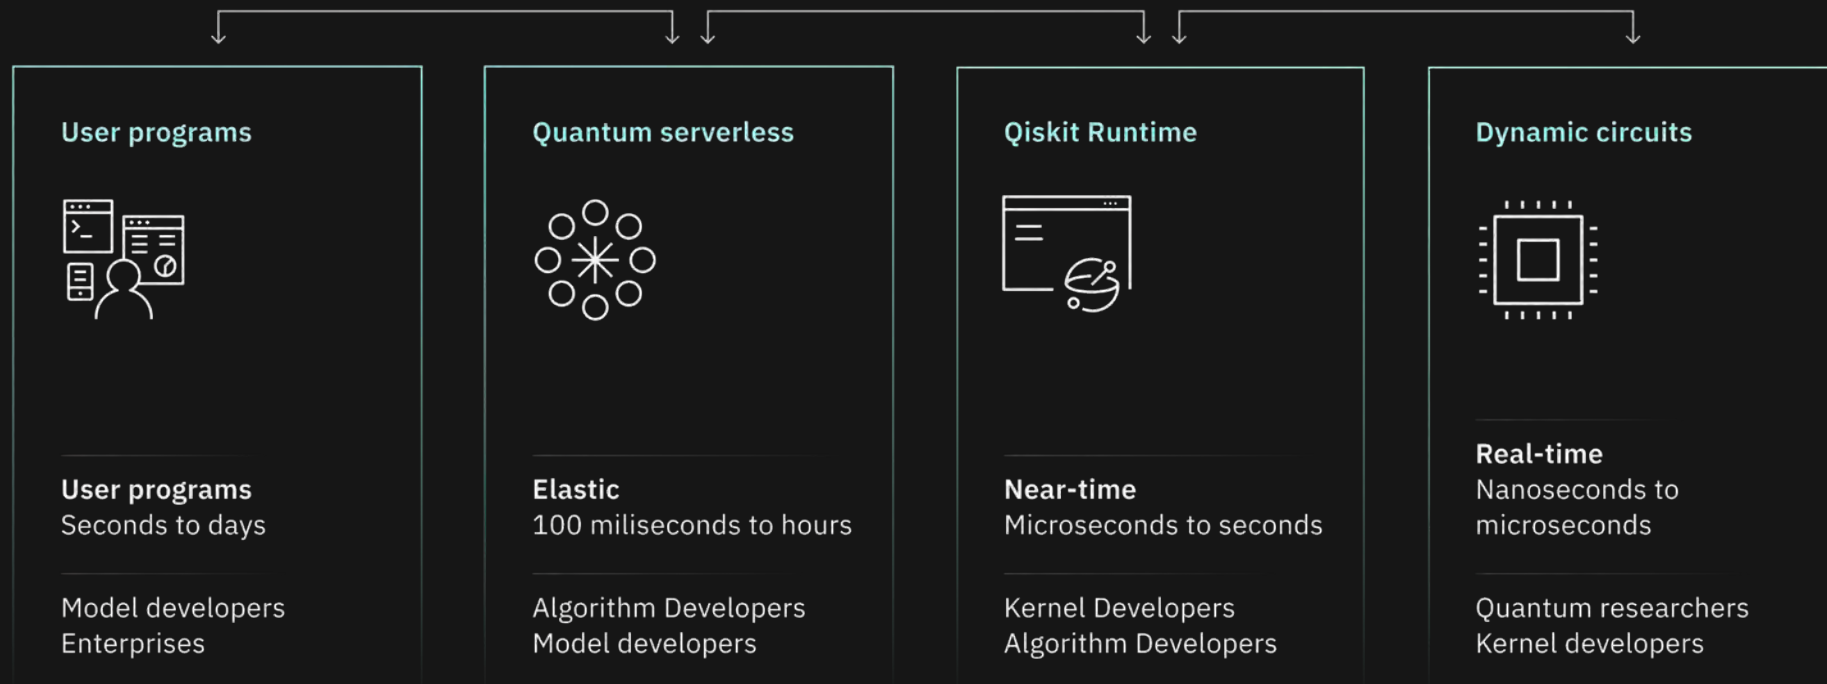 User programs
Quantum serverless
Qiskit Runtime
Dynamic circuits
User programs
Seconds to days
Model developers
Enterprises
Elastic
100 miliseconds to hours
Algorithm Developers
Model developers
Near-time
Microseconds to seconds
Kernel Developers
Algorithm Developers
Real-time
Nanoseconds to
microseconds
Quantum researchers
Kernel developers